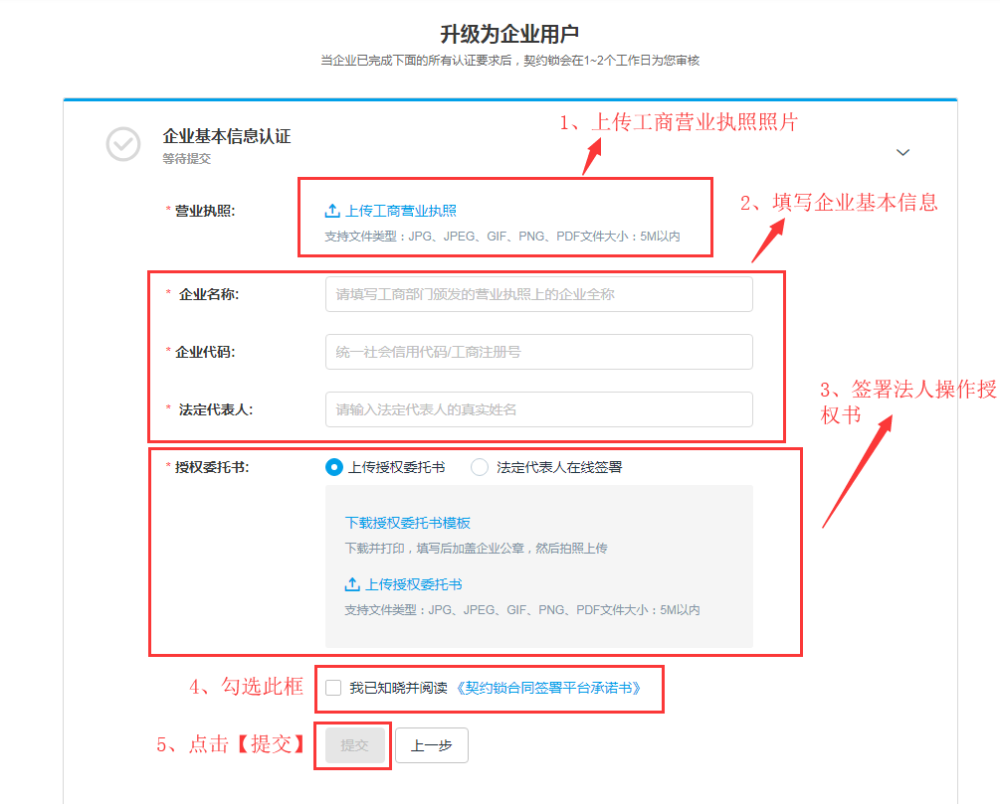 升级为企业用户
当企业已完成下面的所有认证要求后，契约锁会在1~2个工作日为您审核
1、上传工商营业执照照片
企业基本信息认证
等待提交
* 营业执照:
上传工商营业执照
支持文件类型：JPG、JPEG、GIF、PNG、PDF文件大小：5M以内
2、填写企业基本信息
* 企业名称:
请填写工商部门颁发的营业执照上的企业全称
* 企业代码:
统一社会信用代码/工商注册号
* 法定代表人:
请输入法定代表人的真实姓名
3、签署法人操作授
权书
* 授权委托书:
上传授权委托书
法定代表人在线签署
下载授权委托书模板
下载并打印，填写后加盖企业公章，然后拍照上传
上传授权委托书
支持文件类型：JPG、JPEG、GIF、PNG、PDF文件大小：5M以内
4、勾选此框
我已知晓并阅读《契约锁合同签署平台承诺书》
5、点击【提交】
提交
上一步